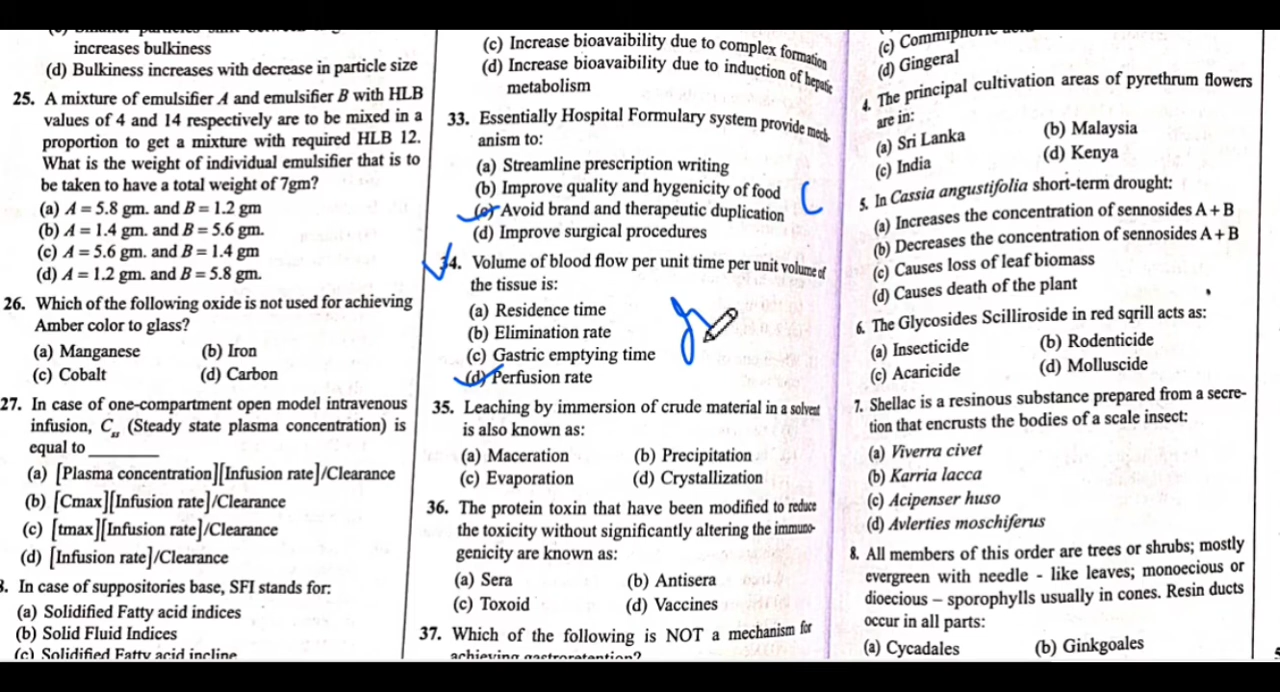 increases bulkiness
(d) Bulkiness increases with decrease in particle size
25. A mixture of emulsifier A and emulsifier B with HLB
values of 4 and 14 respectively are to be mixed in a
proportion to get a mixture with required HLB 12.
What is the weight of individual emulsifier that is to
be taken to have a total weight of 7gm?
(a) A = 5.8 gm. and B = 1.2 gm
(b) A = 1.4 gm. and B = 5.6 gm.
(c) A = 5.6 gm. and B = 1.4 gm
(d) A = 1.2 gm. and B = 5.8 gm.
26. Which of the following oxide is not used for achieving
Amber color to glass?
(a) Manganese (b) Iron
(c) Cobalt (d) Carbon
27. In case of one-compartment open model intravenous
infusion, Css (Steady state plasma concentration) is
equal to ________
(a) [Plasma concentration][Infusion rate]/Clearance
(b) [Cmax][Infusion rate]/Clearance
(c) [tmax][Infusion rate]/Clearance
(d) [Infusion rate]/Clearance
8. In case of suppositories base, SFI stands for:
(a) Solidified Fatty acid indices
(b) Solid Fluid Indices
(c) Solidified Fatty acid incline
(c) Increase bioavaibility due to complex formation
(d) Increase bioavaibility due to induction of hepatic
metabolism
33. Essentially Hospital Formulary system provide mech-
anism to:
(a) Streamline prescription writing
(b) Improve quality and hygenicity of food
(c) Avoid bland and therapeutic duplication
(d) Improve surgical procedures
34. Volume of blood flow per unit time per unit volume of
the tissue is:
(a) Residence time
(b) Elimination rate
(c) Gastric emptying time
(d) Perfusion rate
35. Leaching by immersion of crude material in a solvent
is also known as:
(a) Maceration (b) Precipitation
(c) Evaporation (d) Crystallization
36. The protein toxin that have been modified to reduce
the toxicity without significantly altering the immuno-
genicity are known as:
(a) Sera (b) Antisera
(c) Toxoid (d) Vaccines
37. Which of the following is NOT a mechanism for
achieving gastroretention?
(c) Commiphoric acid
(d) Gingeral
4. The principal cultivation areas of pyrethrum flowers
are in:
(a) Sri Lanka (b) Malaysia
(c) India (d) Kenya
5. In Cassia angustifolia short-term drought:
(a) Increases the concentration of sennosides A + B
(b) Decreases the concentration of sennosides A + B
(c) Causes loss of leaf biomass
(d) Causes death of the plant
6. The Glycosides Scilliroside in red sqrill acts as:
(a) Insecticide (b) Rodenticide
(c) Acaricide (d) Molluscide
7. Shellac is a resinous substance prepared from a secre-
tion that encrusts the bodies of a scale insect:
(a) Viverra civet
(b) Karria lacca
(c) Acipenser huso
(d) Avlerties moschiferus
8. All members of this order are trees or shrubs; mostly
evergreen with needle - like leaves; monoecious or
dioecious – sporophylls usually in cones. Resin ducts
occur in all parts:
(a) Cycadales (b) Ginkgoales